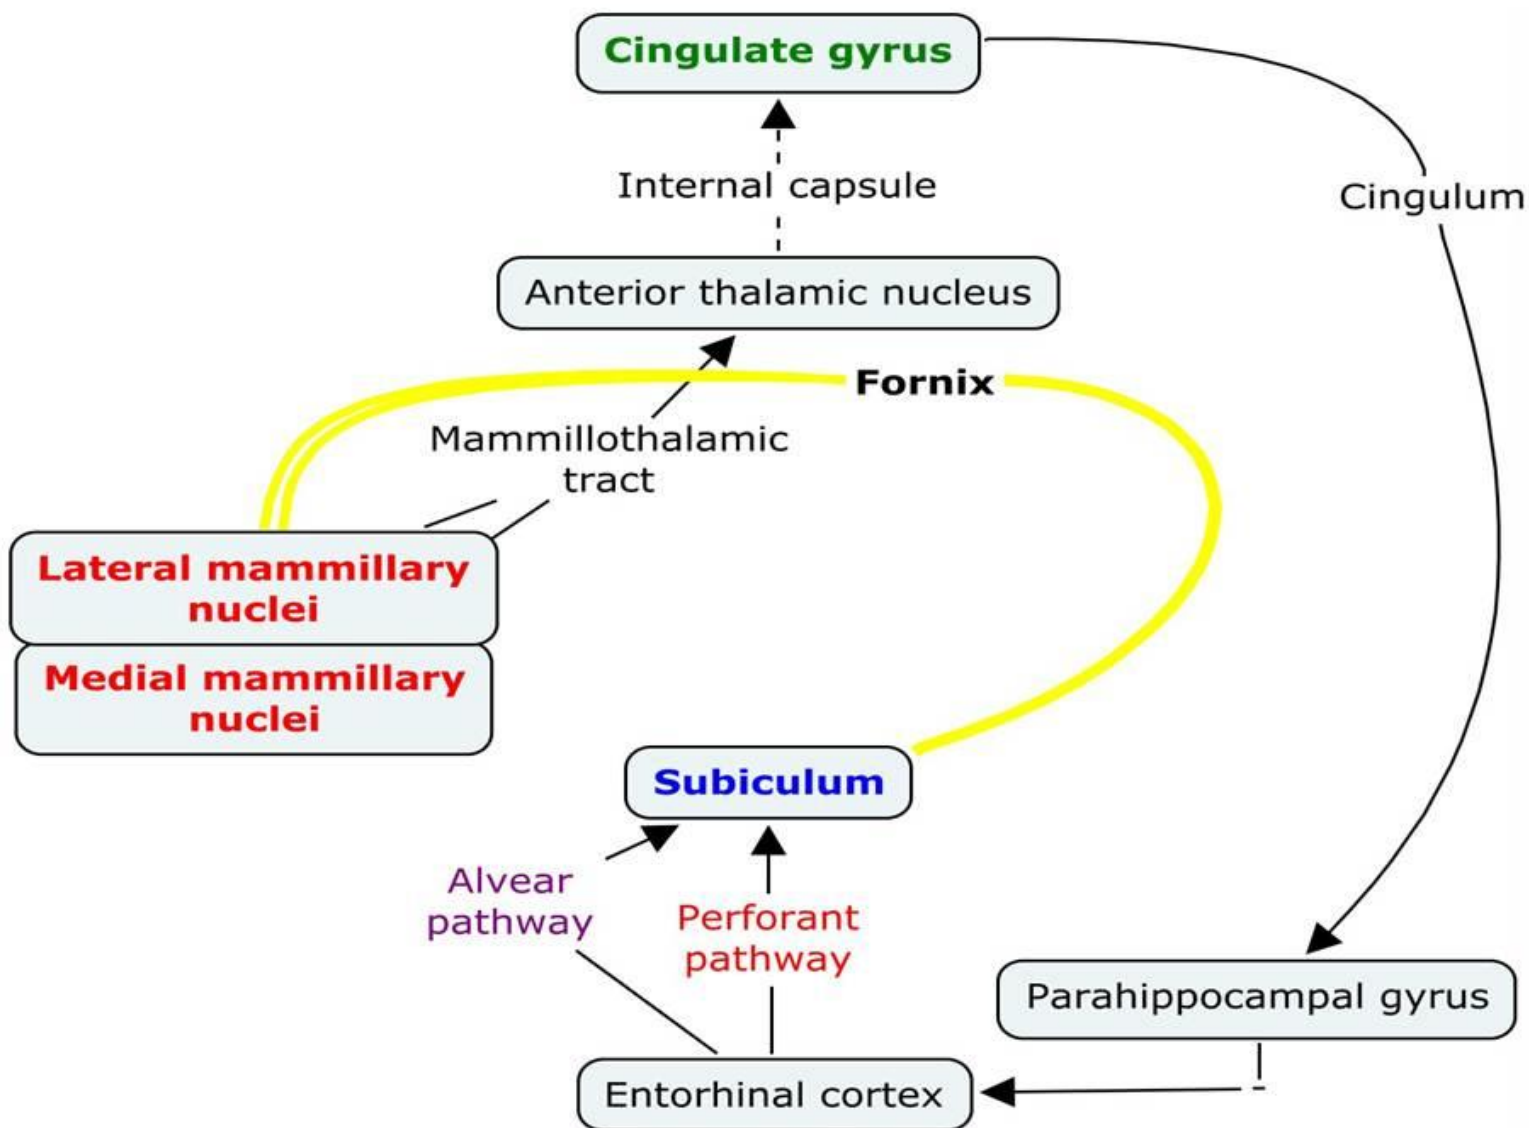 Cingulate gyrus
Internal capsule
Cingulum
Anterior thalamic nucleus
Fornix
Mammillothalamic
tract
Lateral mammillary
nuclei
Medial mammillary
nuclei
Subiculum
Alvear
pathway
Perforant
pathway
Parahippocampal gyrus
Entorhinal cortex